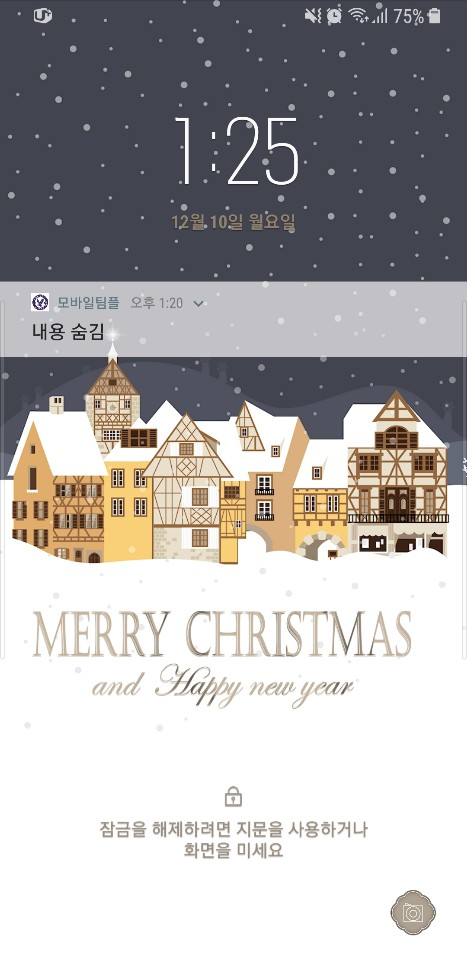 U+ 75%
1:25
12월 10일 월요일
모바일팀플 오후 1:20
내용 숨김
MERRY CHRISTMAS
and Happy new year
잠금을 해제하려면 지문을 사용하거나
화면을 미세요